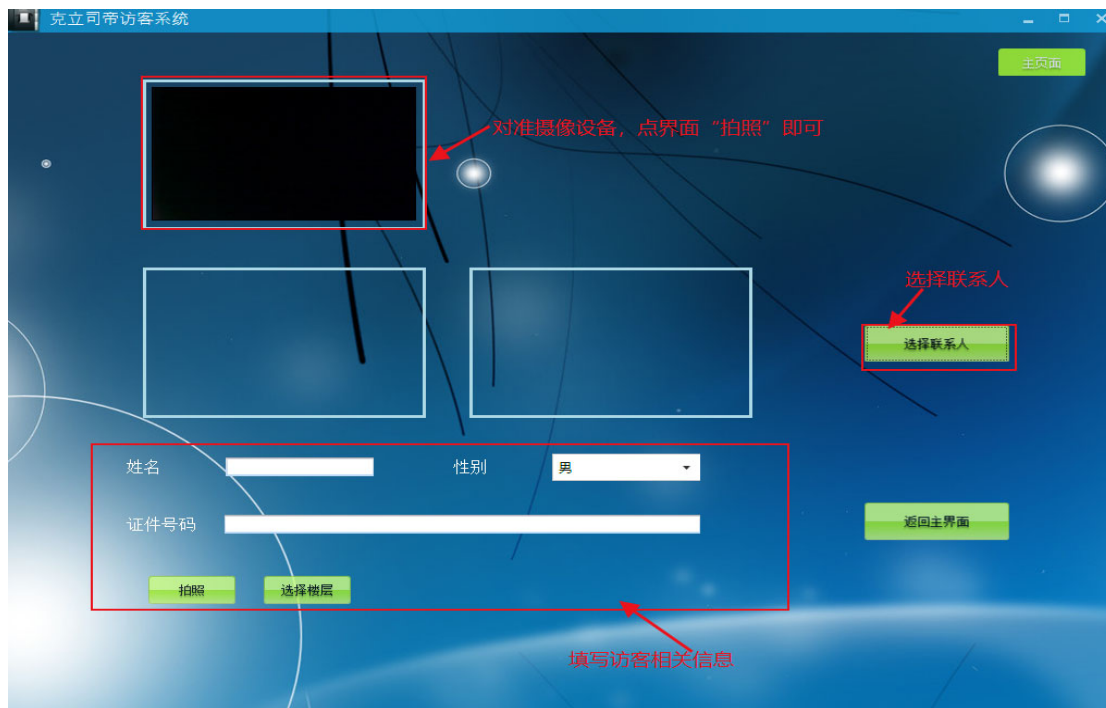 克立司帝访客系统
主页面
对准摄像设备，点界面“拍照”即可
选择联系人
选择联系人
姓名
性别
男
证件号码
返回主界面
拍照
选择楼层
填写访客相关信息